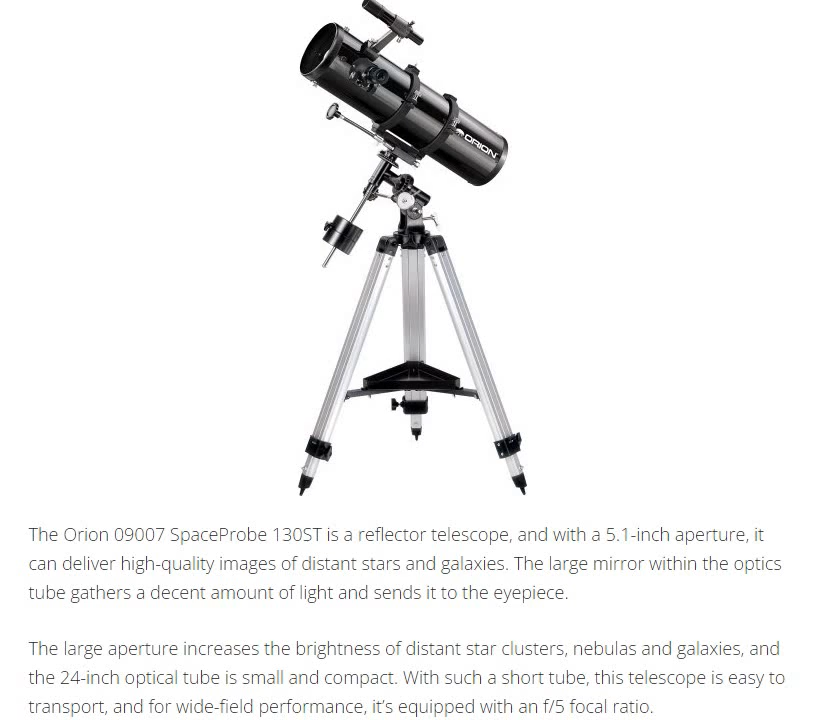 ORION
The Orion 09007 SpaceProbe 130ST is a reflector telescope, and with a 5.1-inch aperture, it
can deliver high-quality images of distant stars and galaxies. The large mirror within the optics
tube gathers a decent amount of light and sends it to the eyepiece.
The large aperture increases the brightness of distant star clusters, nebulas and galaxies, and
the 24-inch optical tube is small and compact. With such a short tube, this telescope is easy to
transport, and for wide-field performance, it’s equipped with an f/5 focal ratio.